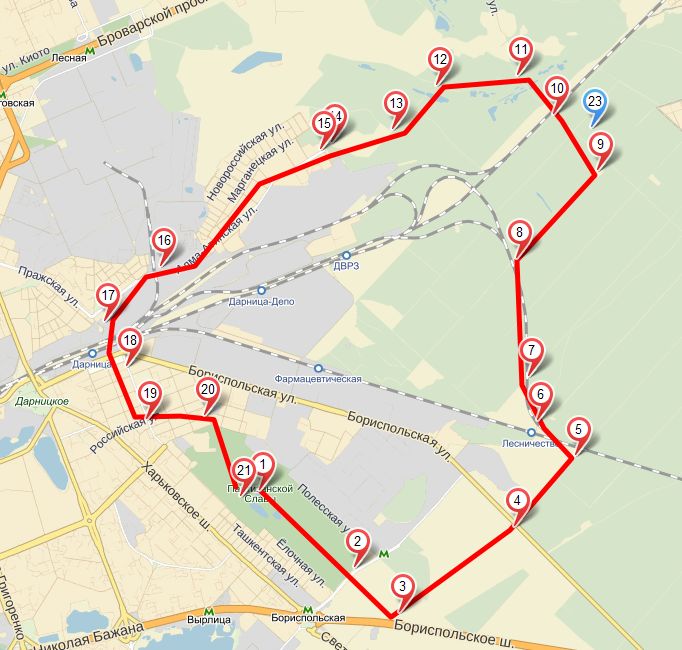 Броварской прос
ул. Киото
Лесная
товская
11
12
10
23
13
14
15
9
Новороссийская ул.
Марганецкая ул.
Алма-Атинская ул.
8
16
ДВРЗ
Пражская ул.
Дарница-Депо
17
18
Дарница
7
Фармацевтическая
Бориспольская ул.
Дарницкое
19
20
6
Бориспольская ул.
Российская ул.
5
Лесничество
21
1
Партизанской
Славы
Харьковское ш.
Полесская ул.
4
Ташкентская ул.
Ёлочная ул.
2
3
Вырлица
Бориспольская
Григоренко
Николая Бажана
Бориспольское ш.